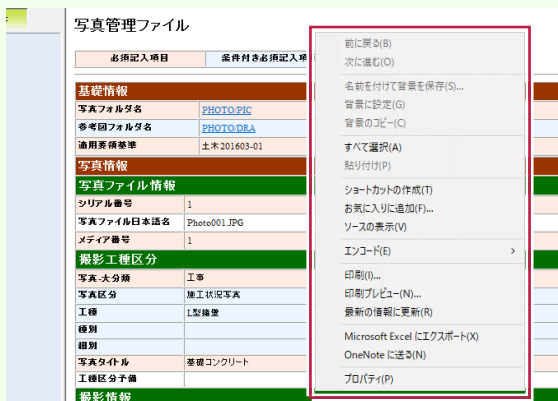 写真管理ファイル
必須記入項目
条件付き必須記入項
基礎情報
写真フォルダ名 PHOTO/PIC
参考図フォルダ名 PHOTO/DRA
適用要領基準 土木201603-01
写真情報
写真ファイル情報
シリアル番号 1
写真ファイル日本語名 Photo001.JPG
メディア番号 1
撮影工種区分
写真-大分類 工事
写真区分 施工状況写真
工種 L型擁壁
種別
細別
写真タイトル 基礎コンクリート
工種区分予備
撮影情報
前に戻る(B)
次に進む(O)
名前を付けて背景を保存(S)...
背景に設定(G)
背景のコピー(C)
すべて選択(A)
貼り付け(P)
ショートカットの作成(T)
お気に入りに追加(F)...
ソースの表示(V)
エンコード(E)
印刷(I)...
印刷プレビュー(N)...
最新の情報に更新(R)
Microsoft Excel にエクスポート(X)
OneNote に送る(N)
プロパティ(P)